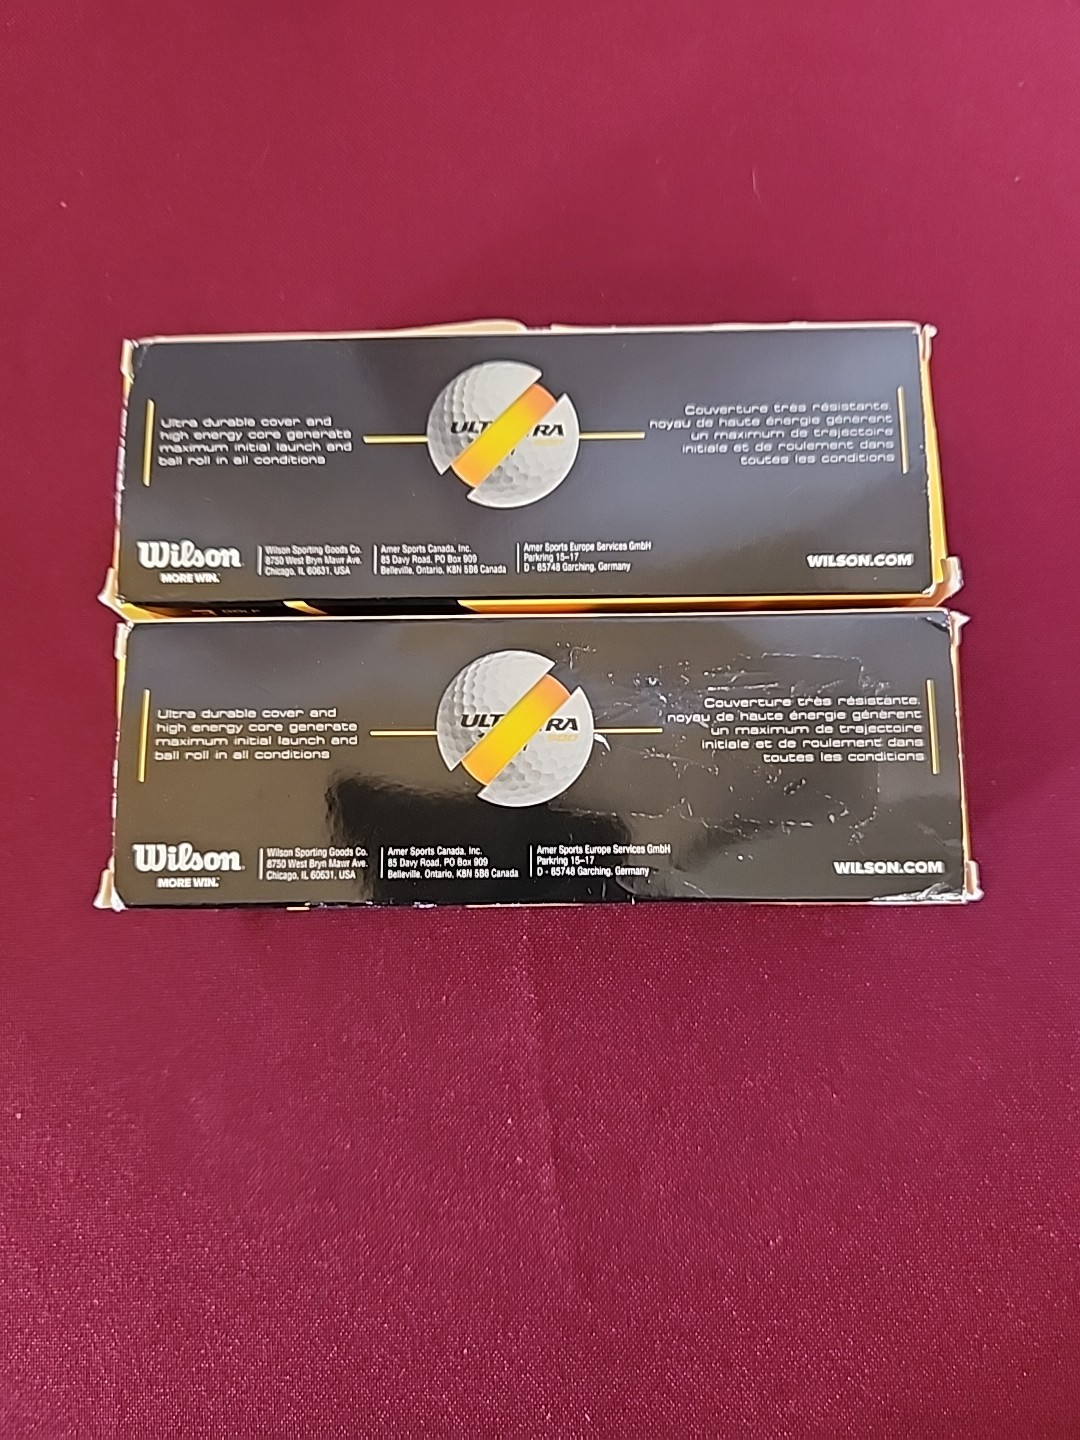 Ultra durable cover and
high energy core generate
maximum initial launch and
ball roll in all conditions
ULT RA
Couverture très résistante,
noyau de haute énergie génèrent
un maximum de trajectoire
initiale et de roulement dans
toutes les conditions
Wilson
MORE WIN.
Wilson Sporting Goods Co.
8750 West Bryn Mawr Ave.
Chicago, IL 60631, USA
Amer Sports Canada, Inc.
85 Davy Road, PO Box 909
Belleville, Ontario, K8N 5B6 Canada
Amer Sports Europe Services GmbH
Parkring 15–17
D - 85748 Garching, Germany
WILSON.COM
GOLF
Ultra durable cover and
high energy core generate
maximum initial launch and
ball roll in all conditions
ULT RA
500
Couverture très résistante,
noyau de haute énergie génèrent
un maximum de trajectoire
initiale et de roulement dans
toutes les conditions
Wilson
MORE WIN.
Wilson Sporting Goods Co.
8750 West Bryn Mawr Ave.
Chicago, IL 60631, USA
Amer Sports Canada, Inc.
85 Davy Road, PO Box 909
Belleville, Ontario, K8N 5B6 Canada
Amer Sports Europe Services GmbH
Parkring 15–17
D - 85748 Garching, Germany
WILSON.COM